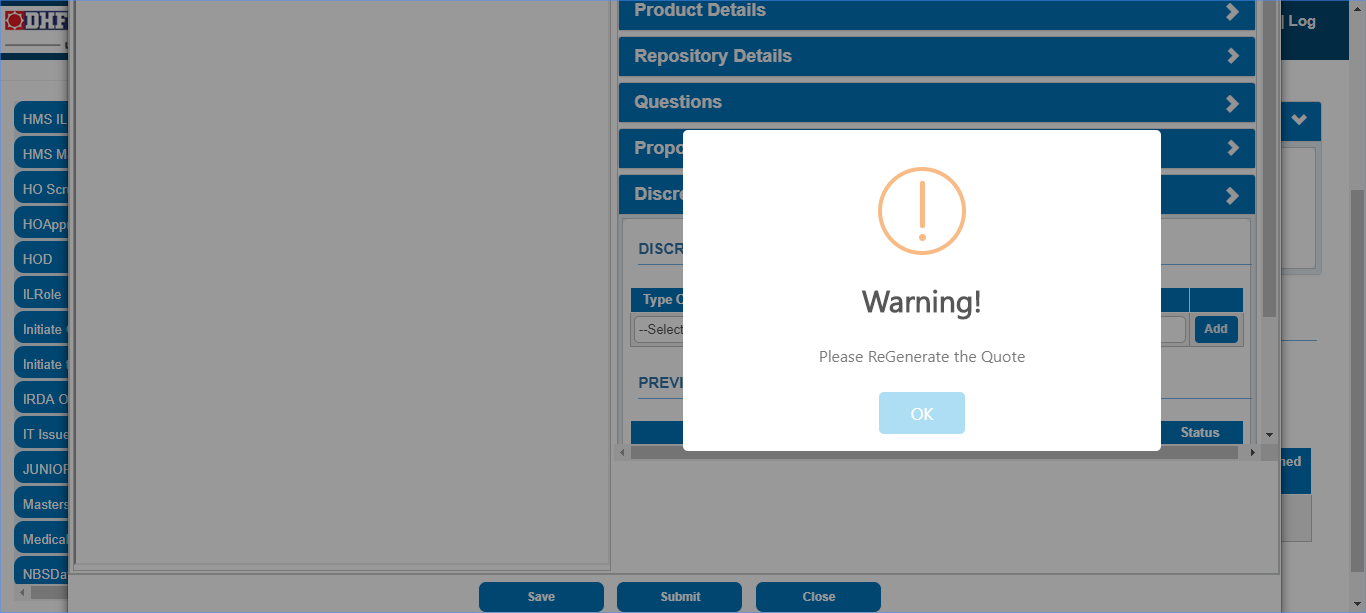 DHF
| Log
Product Details
Repository Details
Questions
Propo
Discre
HMS IL
HMS M
HO Scr
HOAppr
HOD
ILRole
Initiate
Initiate
IRDA O
IT Issue
JUNIOR
Masters
Medical
NBSDa
DISCR
Type O
--Select
Add
PREVI
Status
ned
Warning!
Please ReGenerate the Quote
OK
Save
Submit
Close